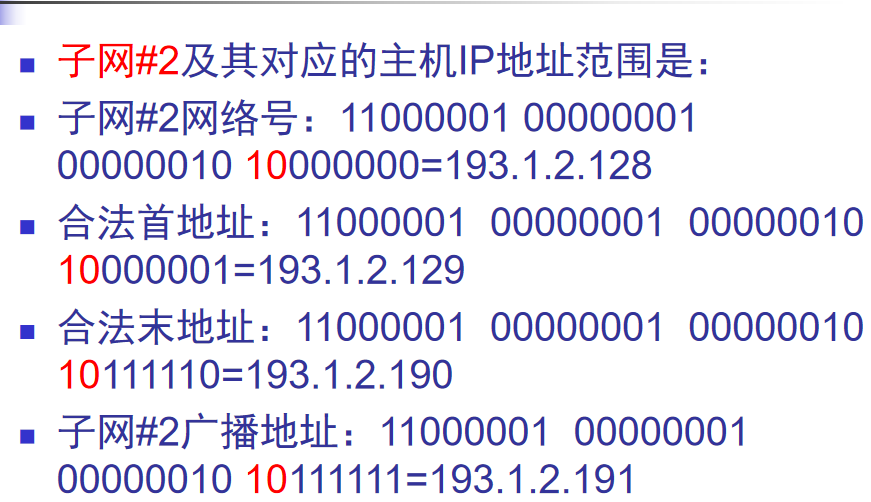 子网#2及其对应的主机IP地址范围是：
子网#2网络号：11000001 00000001
00000010 10000000=193.1.2.128
合法首地址：11000001  00000001  00000010
10000001=193.1.2.129
合法末地址：11000001  00000001  00000010
10111110=193.1.2.190
子网#2广播地址：11000001  00000001
00000010 10111111=193.1.2.191